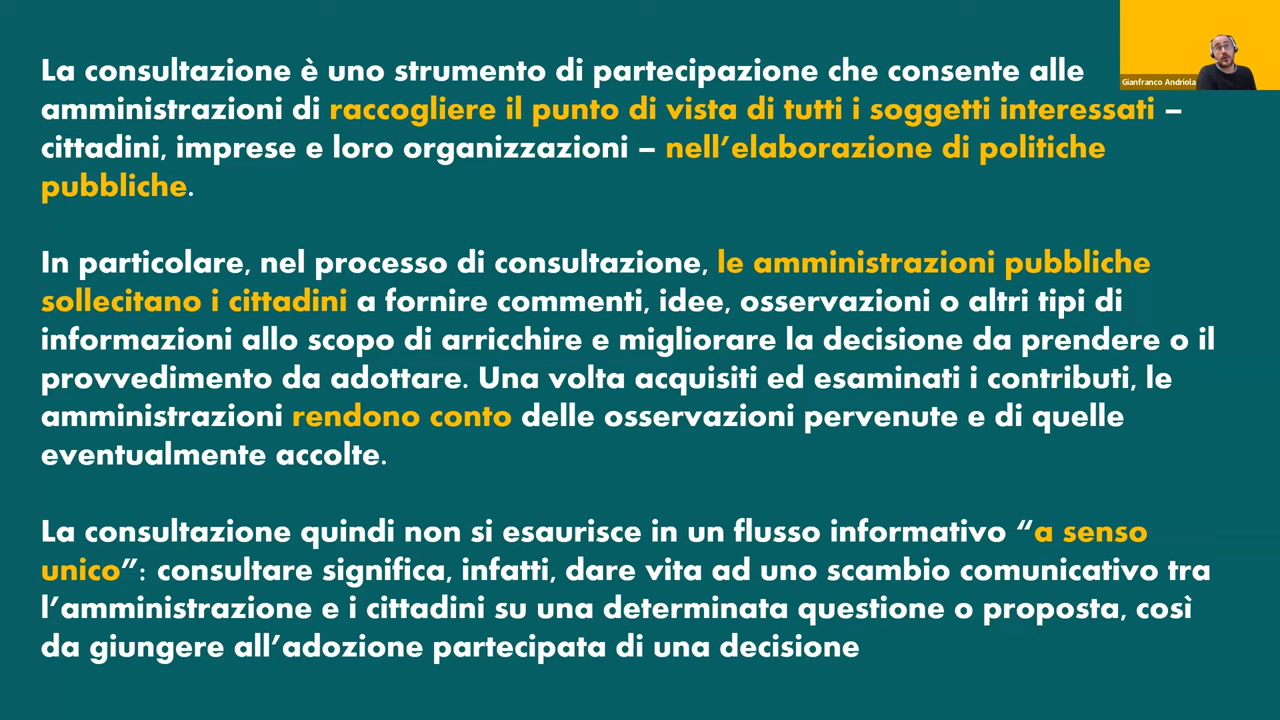 La consultazione è uno strumento di partecipazione che consente alle
amministrazioni di raccogliere il punto di vista di tutti i soggetti interessati –
cittadini, imprese e loro organizzazioni – nell’elaborazione di politiche
pubbliche.
In particolare, nel processo di consultazione, le amministrazioni pubbliche
sollecitano i cittadini a fornire commenti, idee, osservazioni o altri tipi di
informazioni allo scopo di arricchire e migliorare la decisione da prendere o il
provvedimento da adottare. Una volta acquisiti ed esaminati i contributi, le
amministrazioni rendono conto delle osservazioni pervenute e di quelle
eventualmente accolte.
La consultazione quindi non si esaurisce in un flusso informativo “a senso
unico”: consultare significa, infatti, dare vita ad uno scambio comunicativo tra
l’amministrazione e i cittadini su una determinata questione o proposta, così
da giungere all’adozione partecipata di una decisione
Gianfranco Andriola